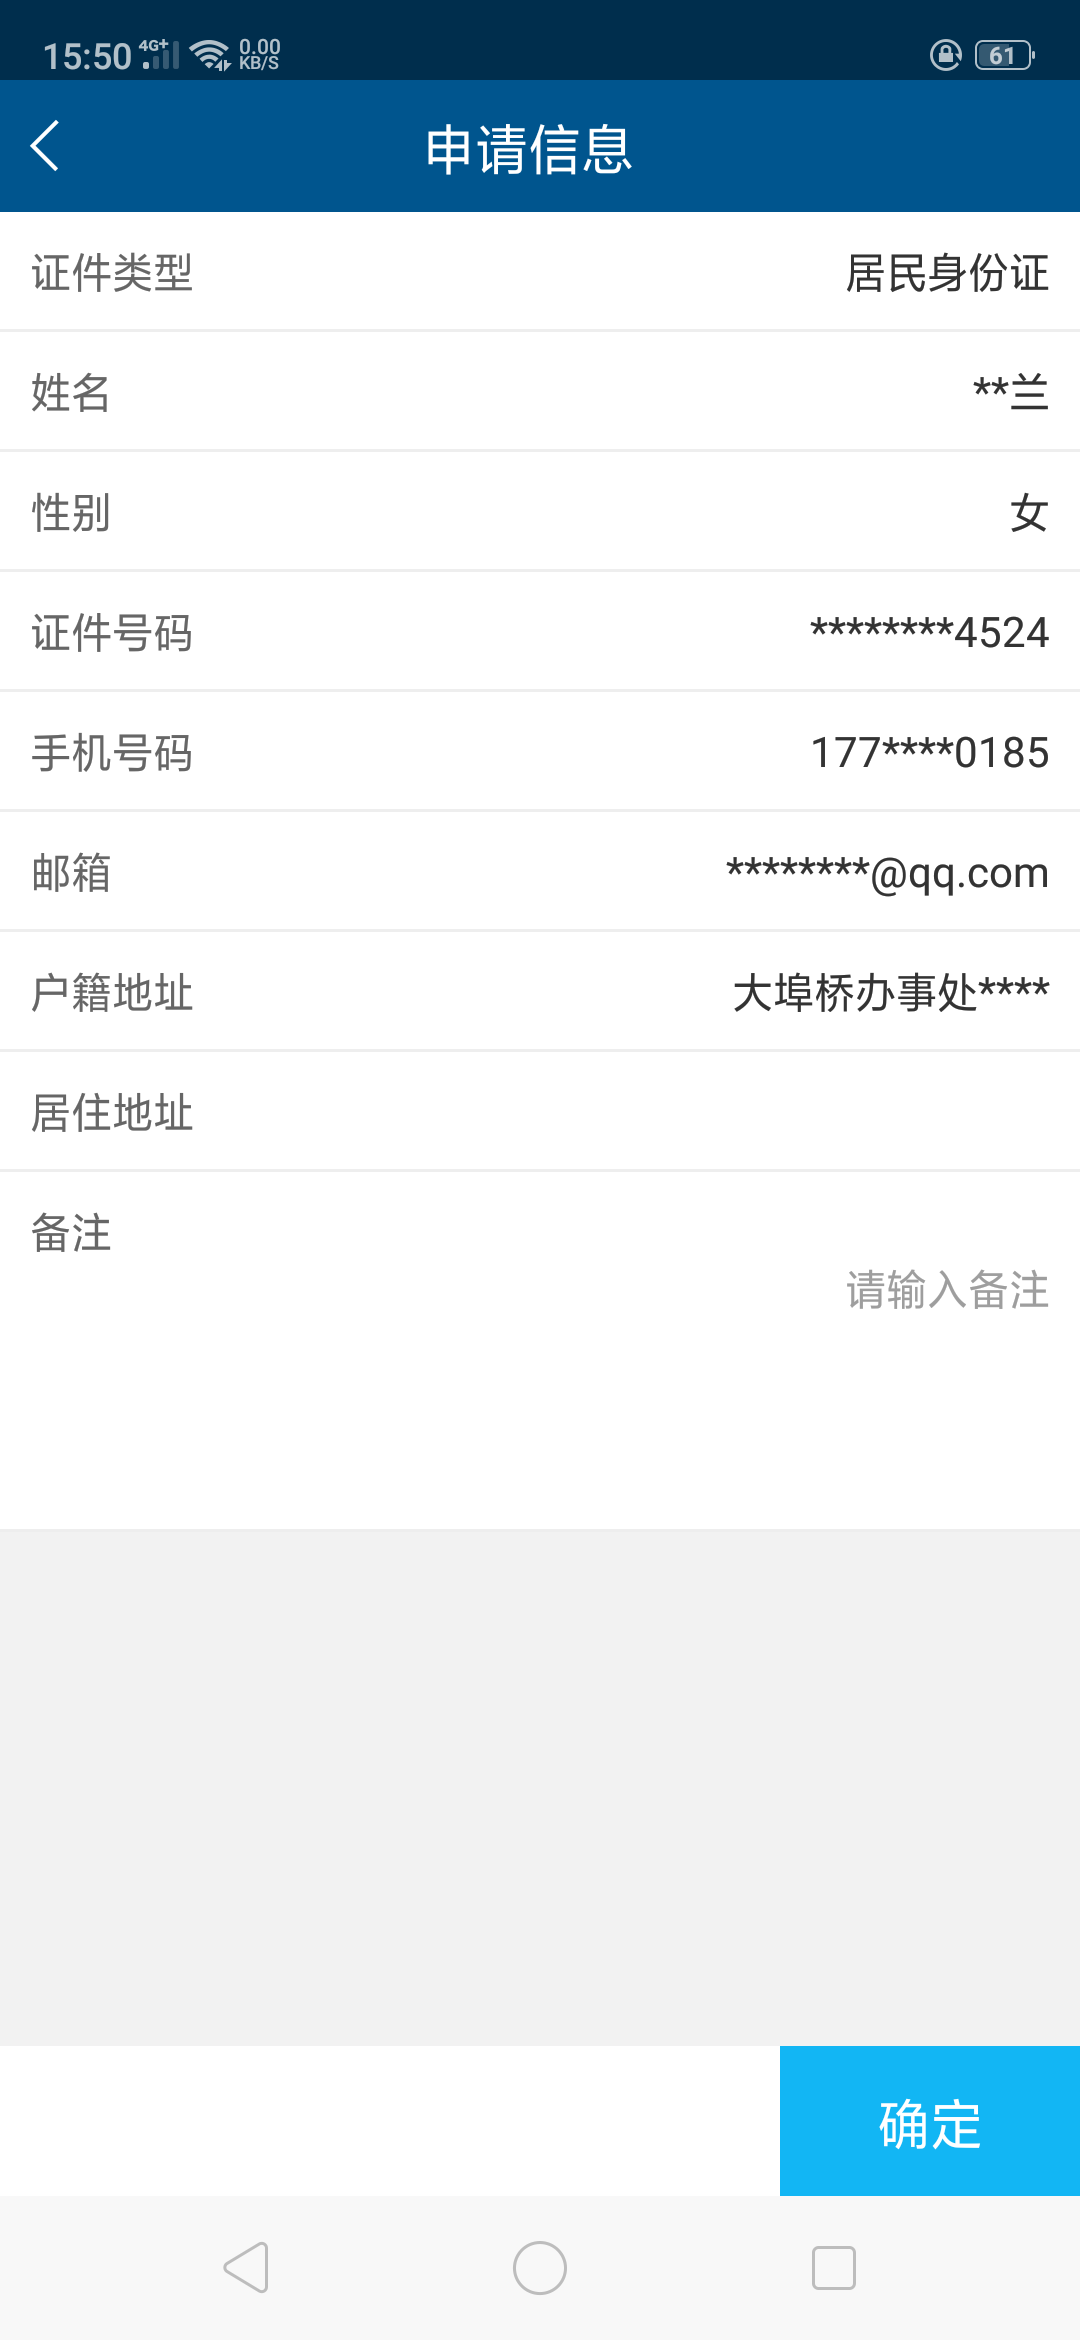 15:50 4G+ 0.00 KB/S 61
申请信息
证件类型 居民身份证
姓名 **兰
性别 女
证件号码 ********4524
手机号码 177****0185
邮箱 ********@qq.com
户籍地址 大埠桥办事处****
居住地址
备注
请输入备注
确定